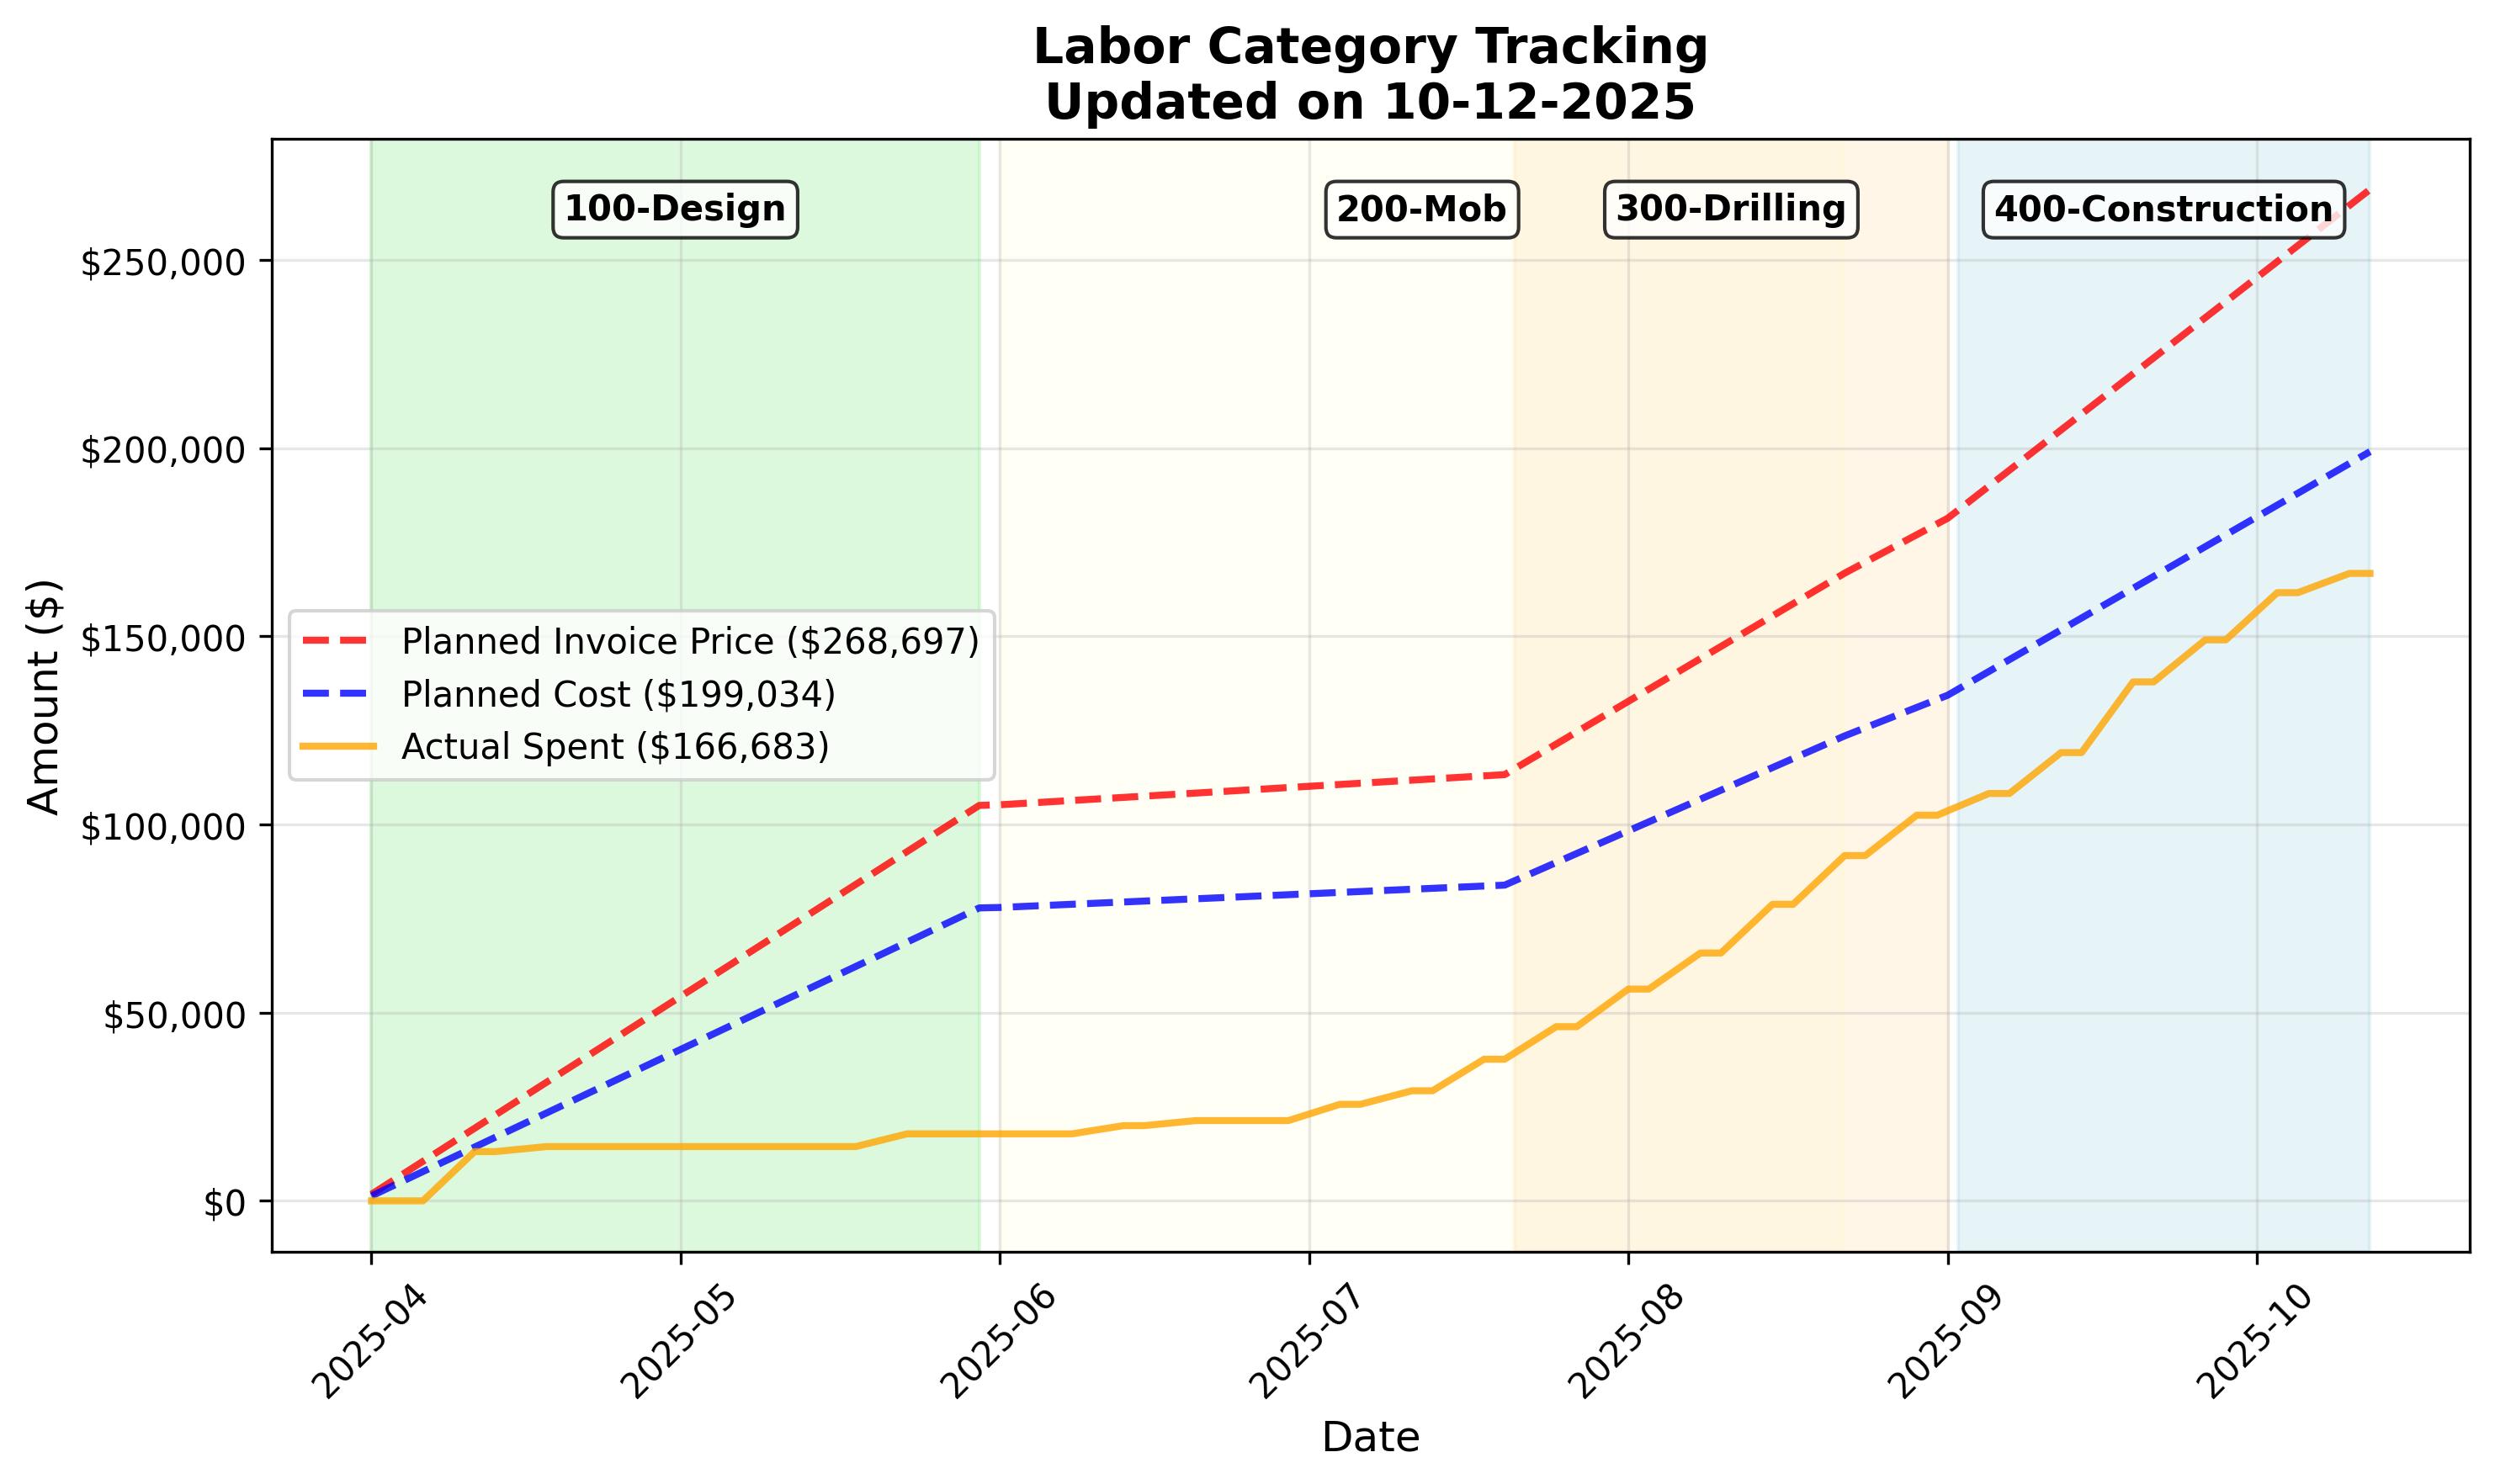 Labor Category Tracking
Updated on 10-12-2025
100-Design
200-Mob
300-Drilling
400-Construction
$250,000
$200,000
$150,000
$100,000
$50,000
$0
Amount ($)
Planned Invoice Price ($268,697)
Planned Cost ($199,034)
Actual Spent ($166,683)
2025-04
2025-05
2025-06
2025-07
2025-08
2025-09
2025-10
Date